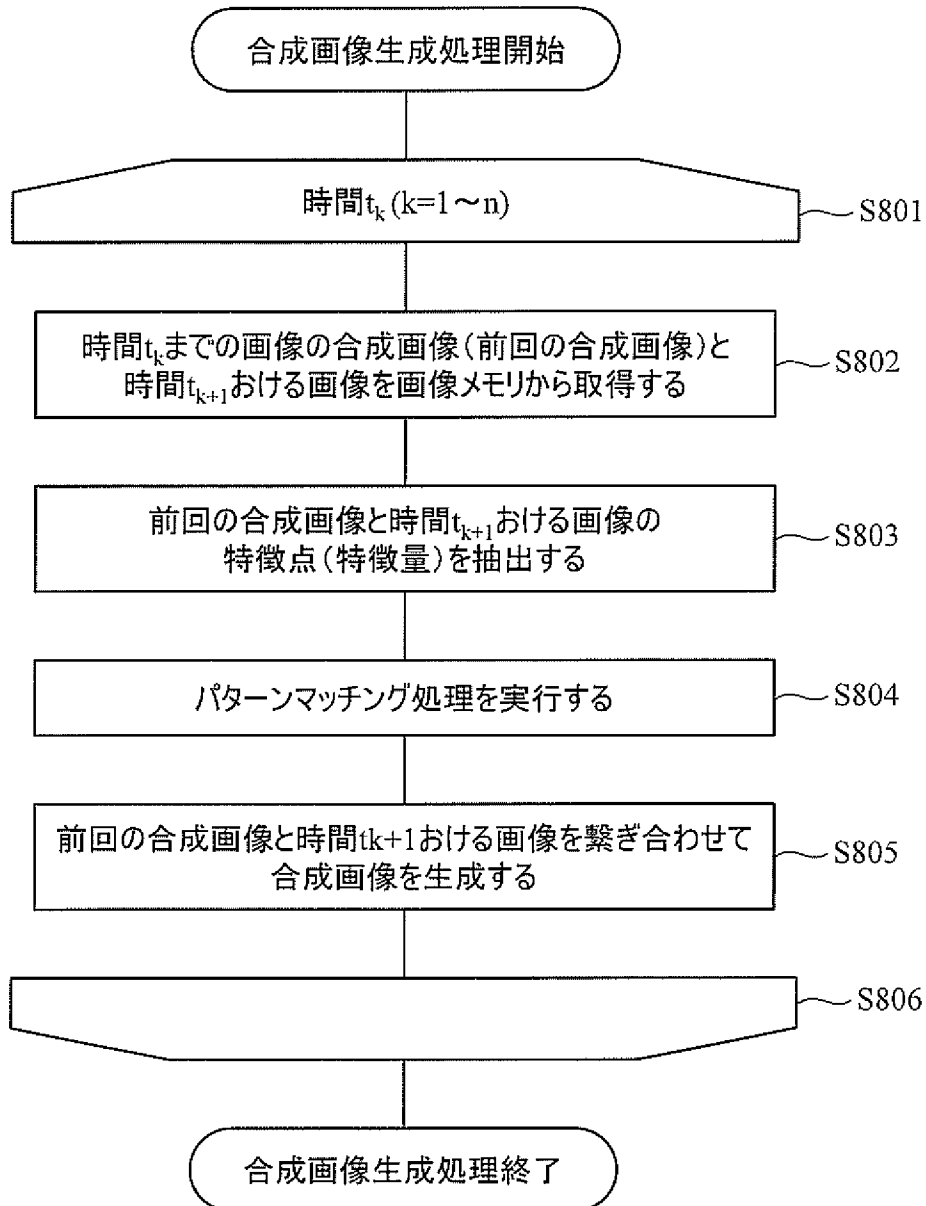 合成画像生成処理開始
時間tk (k=1～n)
S801
時間tkまでの画像の合成画像（前回の合成画像）と
時間tk+1おける画像を画像メモリから取得する
S802
前回の合成画像と時間tk+1おける画像の
特徴点（特徴量）を抽出する
S803
パターンマッチング処理を実行する
S804
前回の合成画像と時間tk+1おける画像を繋ぎ合わせて
合成画像を生成する
S805
S806
合成画像生成処理終了